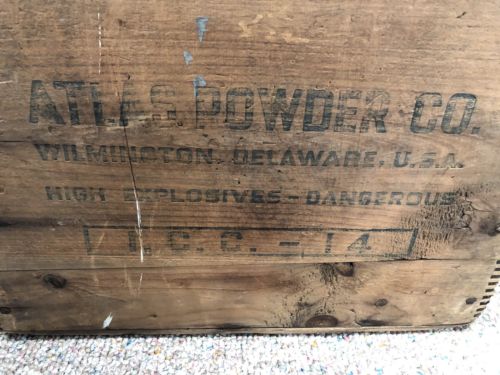 ATLAS POWDER CO.
WILMINGTON, DELAWARE, U.S.A.
HIGH EXPLOSIVES - DANGEROUS
I.C.C. - 14